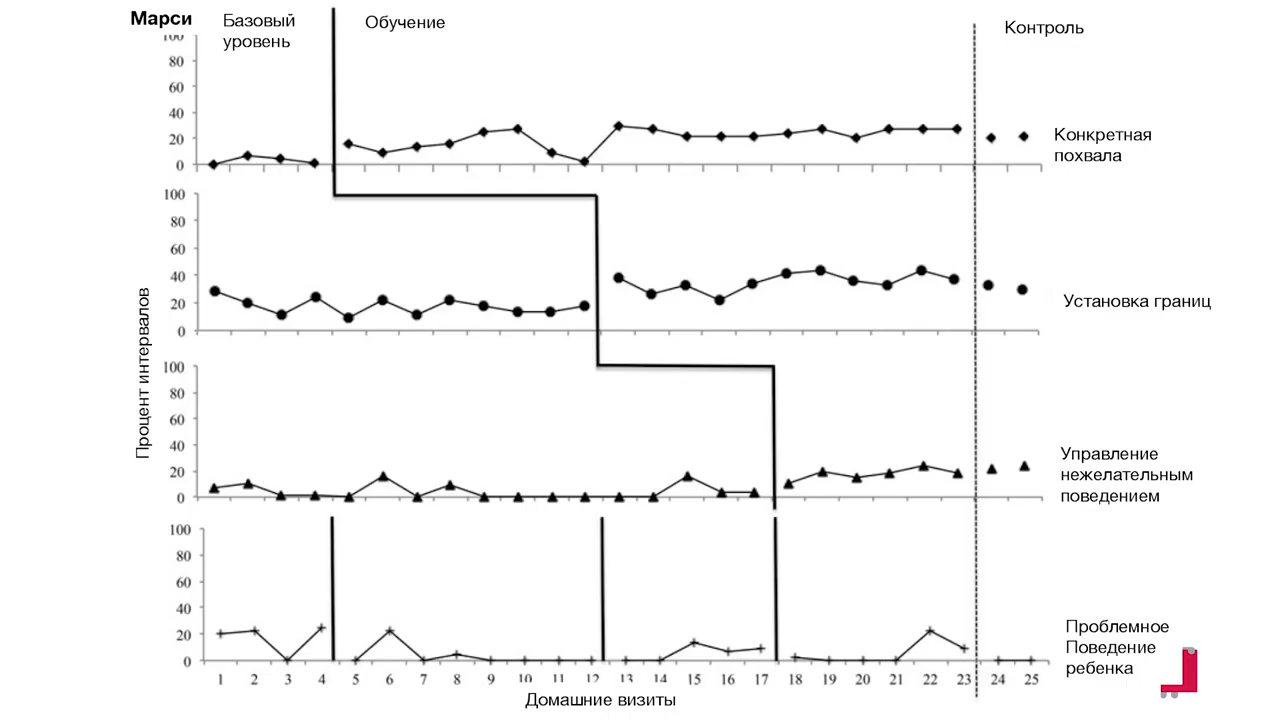 Марси
Базовый
уровень
Обучение
Контроль
100
80
60
40
20
0
Конкретная
похвала
100
80
60
40
20
0
Установка границ
Процент интервалов
100
80
60
40
20
0
Управление
нежелательным
поведением
100
80
60
40
20
0
Проблемное
Поведение
ребенка
1 2 3 4 5 6 7 8 9 10 11 12 13 14 15 16 17 18 19 20 21 22 23 24 25
Домашние визиты